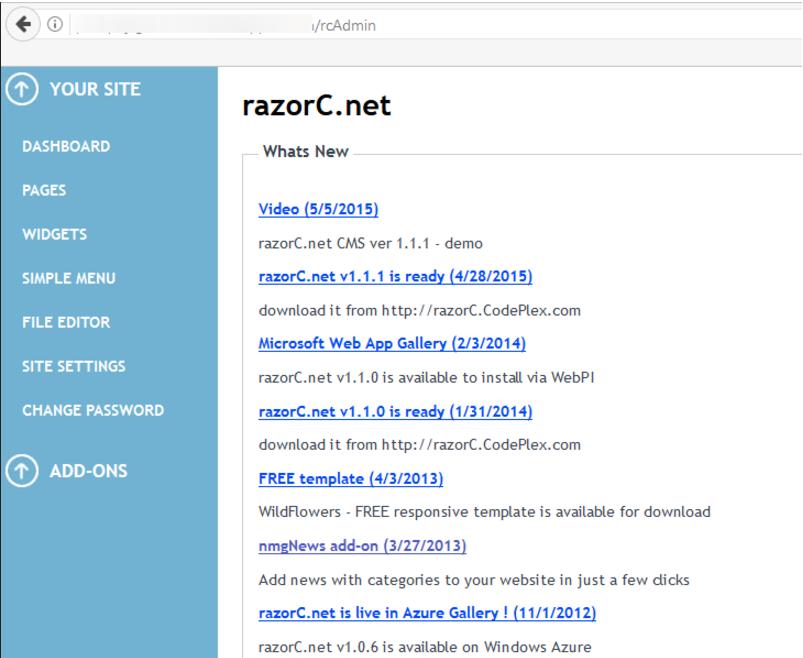 /rcAdmin
YOUR SITE
DASHBOARD
PAGES
WIDGETS
SIMPLE MENU
FILE EDITOR
SITE SETTINGS
CHANGE PASSWORD
ADD-ONS
razorC.net
Whats New
Video (5/5/2015)
razorC.net CMS ver 1.1.1 - demo
razorC.net v1.1.1 is ready (4/28/2015)
download it from http://razorC.CodePlex.com
Microsoft Web App Gallery (2/3/2014)
razorC.net v1.1.0 is available to install via WebPI
razorC.net v1.1.0 is ready (1/31/2014)
download it from http://razorC.CodePlex.com
FREE template (4/3/2013)
WildFlowers - FREE responsive template is available for download
nmgNews add-on (3/27/2013)
Add news with categories to your website in just a few clicks
razorC.net is live in Azure Gallery ! (11/1/2012)
razorC.net v1.0.6 is available on Windows Azure